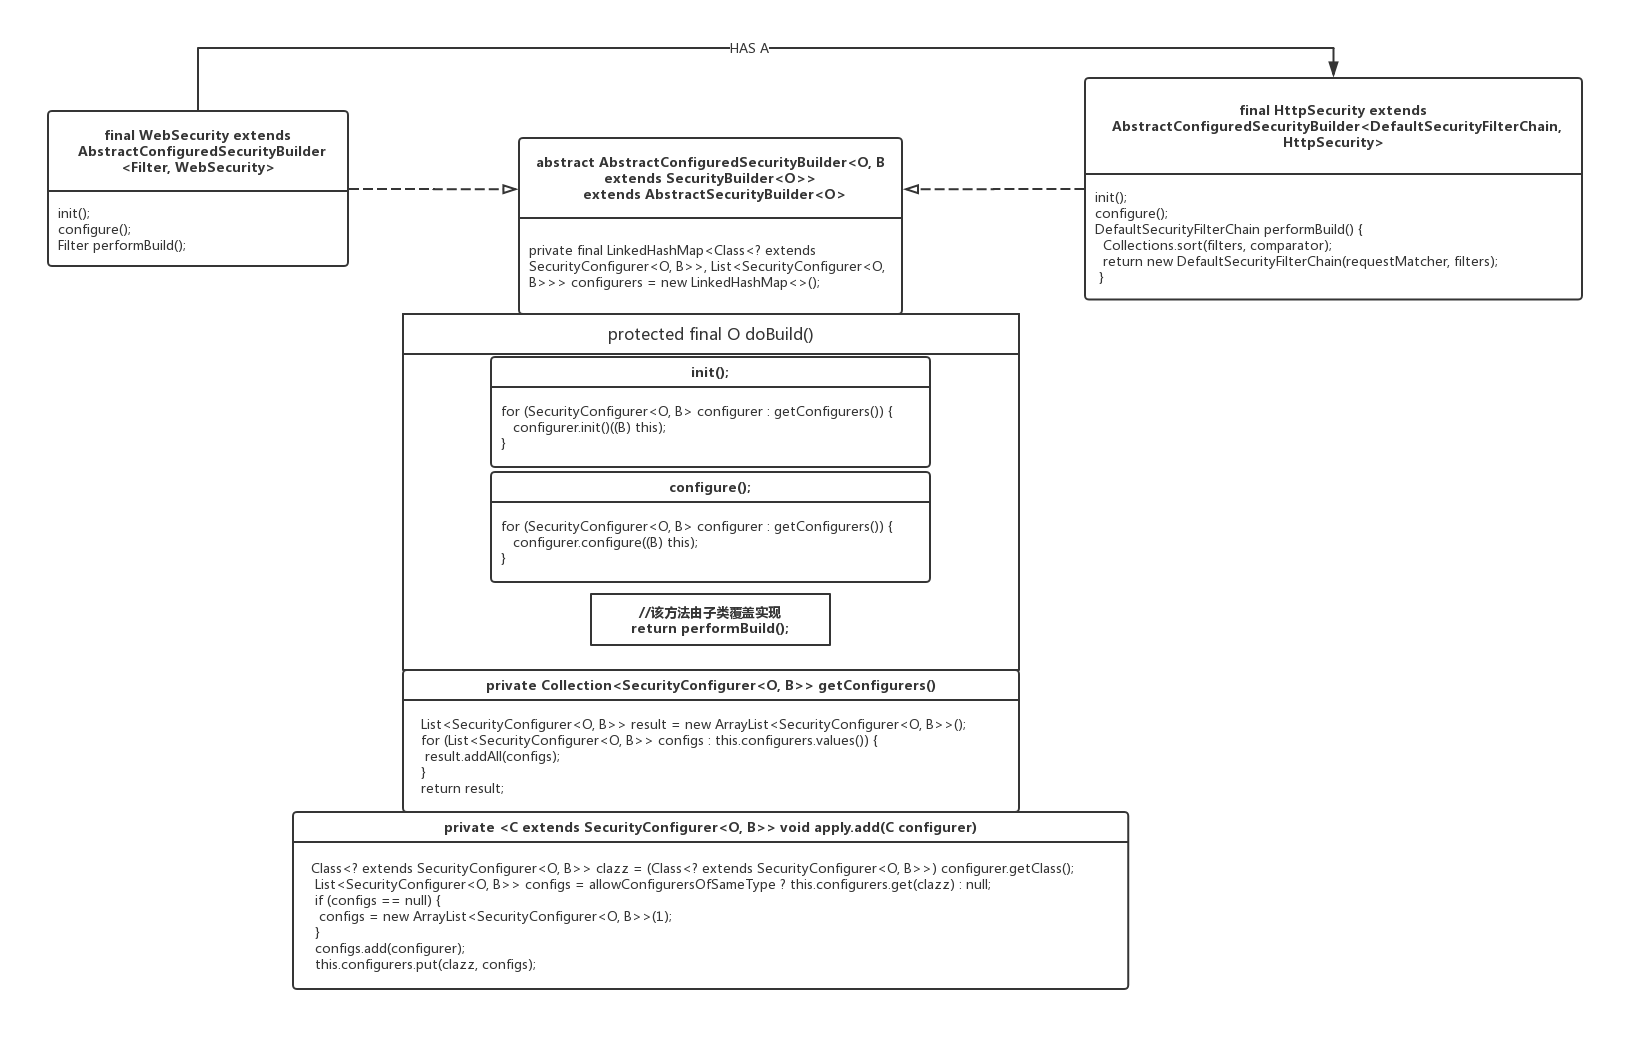 HAS A
final WebSecurity extends
AbstractConfiguredSecurityBuilder
<Filter, WebSecurity>
init();
configure();
Filter performBuild();
abstract AbstractConfiguredSecurityBuilder<O, B
extends SecurityBuilder<O>>
extends AbstractSecurityBuilder<O>
private final LinkedHashMap<Class<? extends
SecurityConfigurer<O, B>>, List<SecurityConfigurer<O,
B>>> configurers = new LinkedHashMap<>();
final HttpSecurity extends
AbstractConfiguredSecurityBuilder<DefaultSecurityFilterChain,
HttpSecurity>
init();
configure();
DefaultSecurityFilterChain performBuild() {
Collections.sort(filters, comparator);
return new DefaultSecurityFilterChain(requestMatcher, filters);
}
protected final O doBuild()
init();
for (SecurityConfigurer<O, B> configurer : getConfigurers()) {
configurer.init()((B) this);
}
configure();
for (SecurityConfigurer<O, B> configurer : getConfigurers()) {
configurer.configure((B) this);
}
//该方法由子类覆盖实现
return performBuild();
private Collection<SecurityConfigurer<O, B>> getConfigurers()
List<SecurityConfigurer<O, B>> result = new ArrayList<SecurityConfigurer<O, B>>();
for (List<SecurityConfigurer<O, B>> configs : this.configurers.values()) {
result.addAll(configs);
}
return result;
private <C extends SecurityConfigurer<O, B>> void apply.add(C configurer)
Class<? extends SecurityConfigurer<O, B>> clazz = (Class<? extends SecurityConfigurer<O, B>>) configurer.getClass();
List<SecurityConfigurer<O, B>> configs = allowConfigurersOfSameType ? this.configurers.get(clazz) : null;
if (configs == null) {
configs = new ArrayList<SecurityConfigurer<O, B>>(1);
}
configs.add(configurer);
this.configurers.put(clazz, configs);